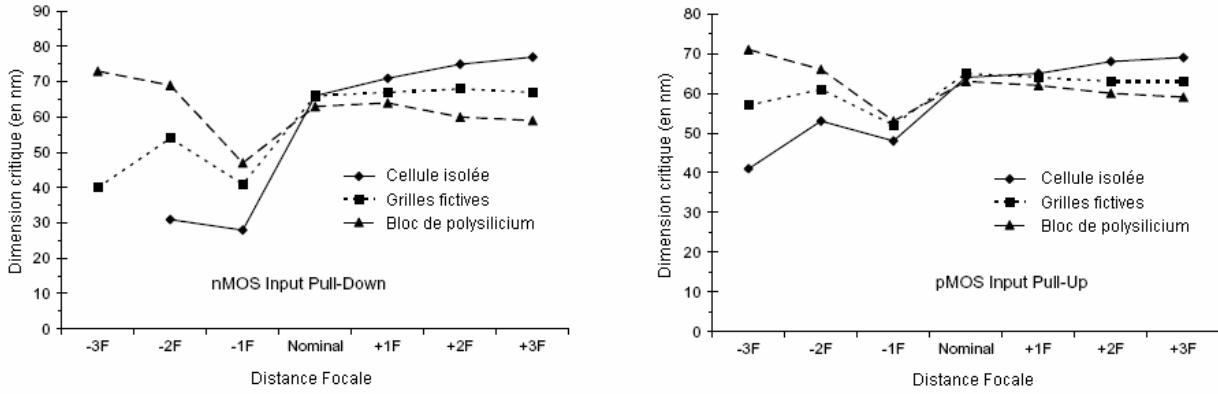 Dimension critique (en nm)
90
80
70
60
50
40
30
20
10
0
-3F -2F -1F Nominal +1F +2F +3F
Distance Focale
Cellule isolée
Grilles fictives
Bloc de polysilicium
nMOS Input Pull-Down
Dimension critique (en nm)
80
70
60
50
40
30
20
10
0
-3F -2F -1F Nominal +1F +2F +3F
Distance Focale
Cellule isolée
Grilles fictives
Bloc de polysilicium
pMOS Input Pull-Up